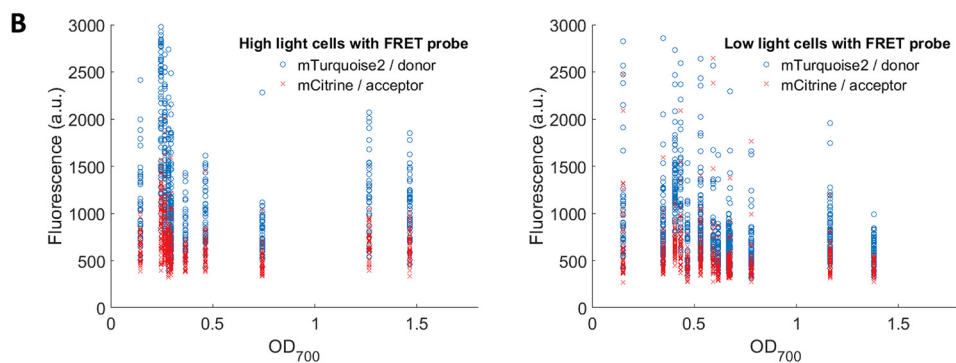 B
High light cells with FRET probe
mTurquoise2 / donor
mCitrine / acceptor
Fluorescence (a.u.)
3000
2500
2000
1500
1000
500
0
0 0.5 1 1.5
OD700
Low light cells with FRET probe
mTurquoise2 / donor
mCitrine / acceptor
Fluorescence (a.u.)
3000
2500
2000
1500
1000
500
0
0 0.5 1 1.5
OD700